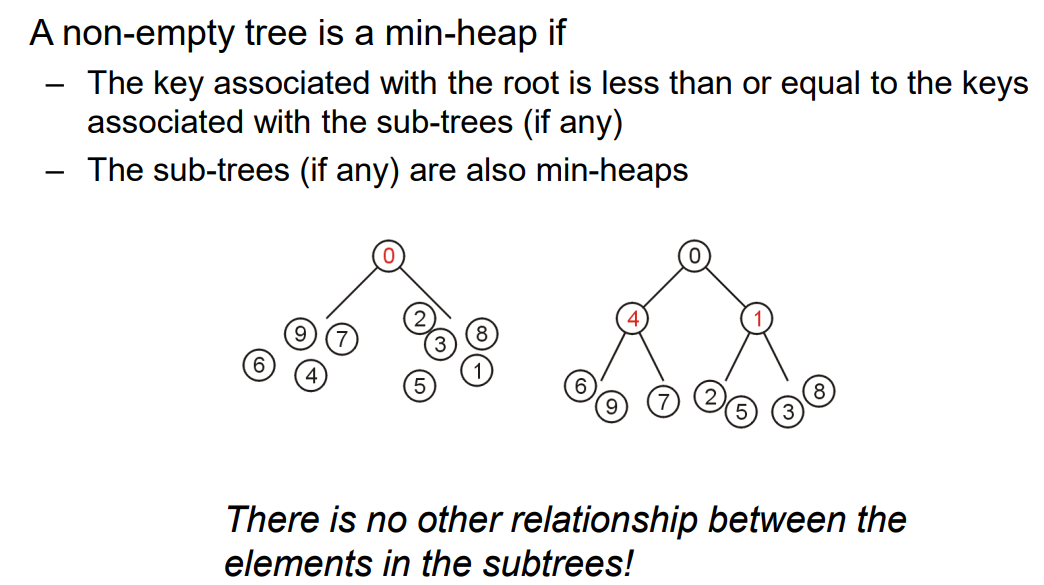 A non-empty tree is a min-heap if
– The key associated with the root is less than or equal to the keys
associated with the sub-trees (if any)
– The sub-trees (if any) are also min-heaps
0
9 7 2 3 8
6 4 5 1
0
4 1
6 9 7 2 5 3 8
There is no other relationship between the
elements in the subtrees!